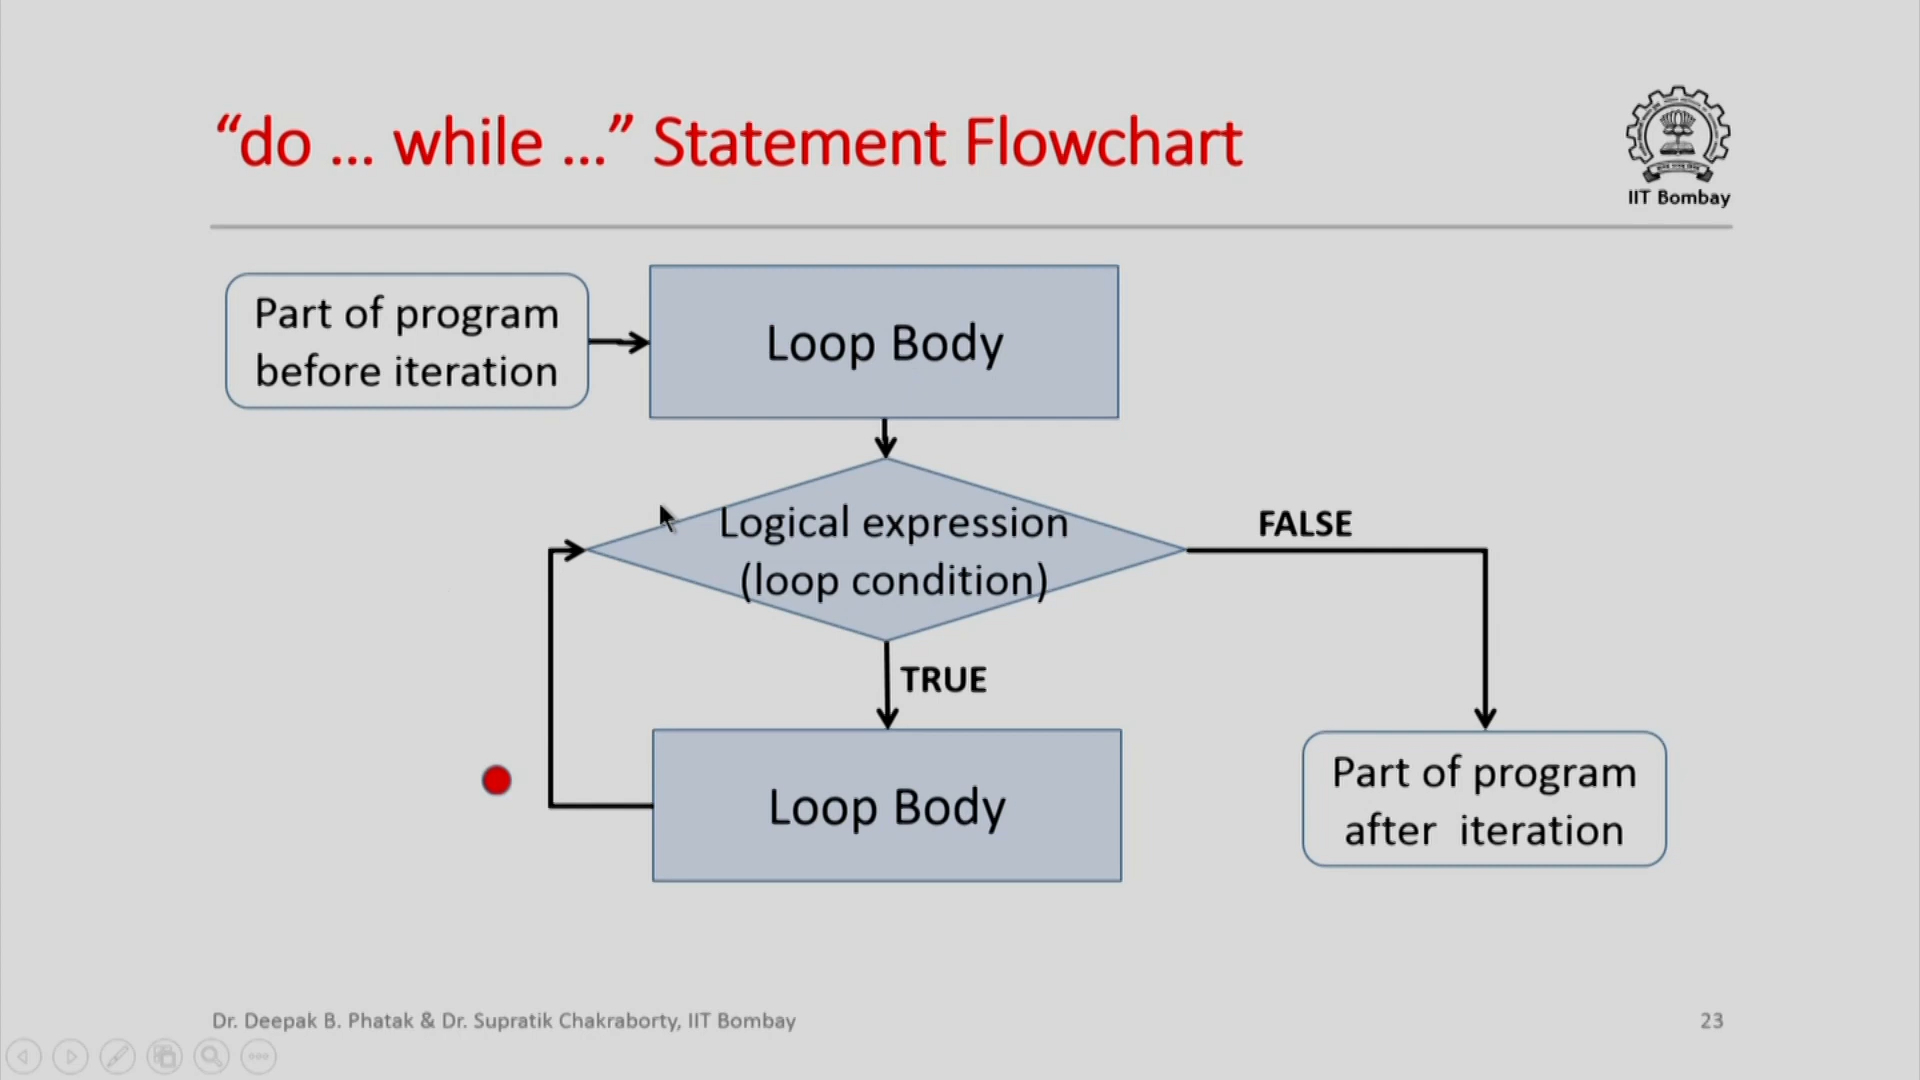 “do ... while ...” Statement Flowchart
IIT Bombay
Part of program
before iteration
Loop Body
Logical expression
(loop condition)
FALSE
TRUE
Loop Body
Part of program
after iteration
Dr. Deepak B. Phatak & Dr. Supratik Chakraborty, IIT Bombay
23